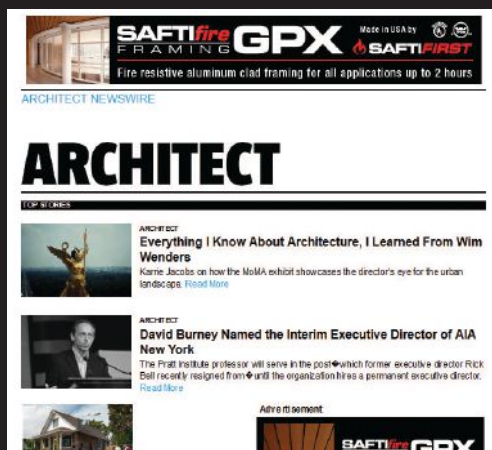 SAFTIfire GPX Made in USA by
FRAMING SAFTIFIRST
Fire resistive aluminum clad framing for all applications up to 2 hours
ARCHITECT NEWSWIRE
ARCHITECT
TOP STORIES
ARCHITECT
Everything I Know About Architecture, I Learned From Wim
Wenders
Karrie Jacobs on how the MoMA exhibit showcases the director's eye for the urban
landscape. Read More
ARCHITECT
David Burney Named the Interim Executive Director of AIA
New York
The Pratt Institute professor will serve in the post�which former executive director Rick
Bell recently resigned from�until the organization hires a permanent executive director.
Read More
Advertisement
SAFTIfire GPX